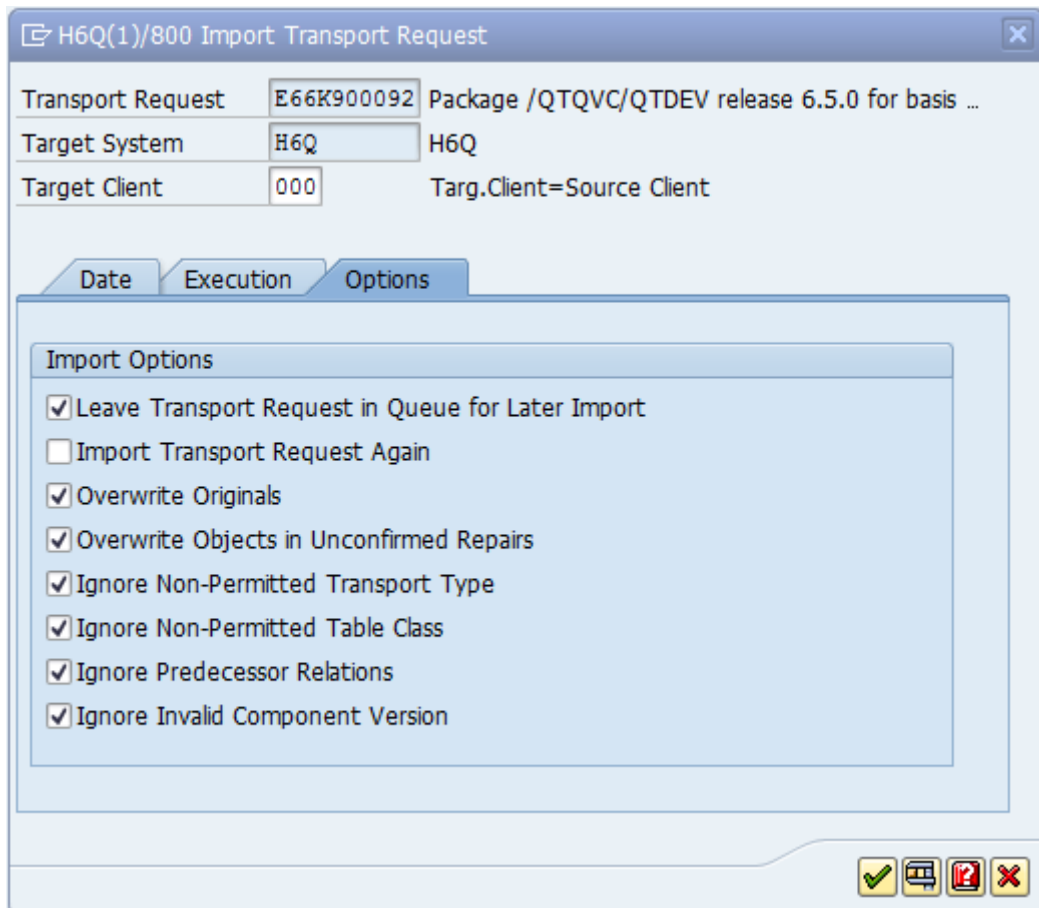 H6Q(1)/800 Import Transport Request
Transport Request E66K900092 Package /QTQVC/QTDEV release 6.5.0 for basis ...
Target System H6Q H6Q
Target Client 000 Targ.Client=Source Client
Date Execution Options
Import Options
Leave Transport Request in Queue for Later Import
Import Transport Request Again
Overwrite Originals
Overwrite Objects in Unconfirmed Repairs
Ignore Non-Permitted Transport Type
Ignore Non-Permitted Table Class
Ignore Predecessor Relations
Ignore Invalid Component Version